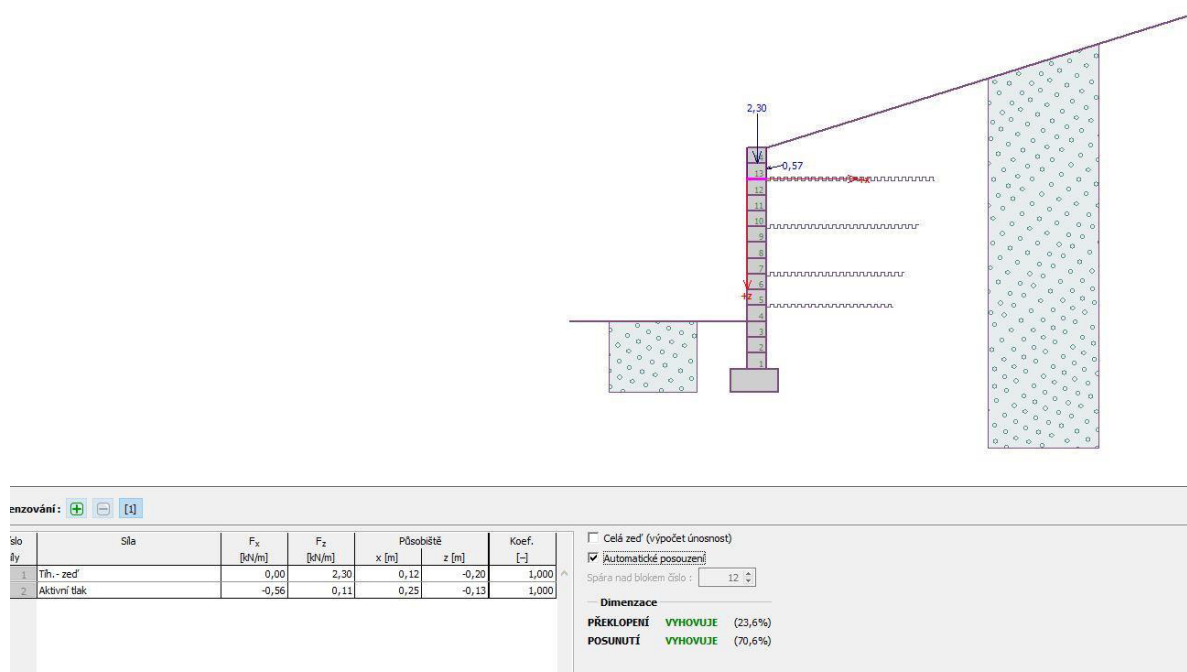 2,30
14
0,57
13
+x
12
11
10
9
8
7
6
+z
5
4
3
2
1
enzování : [1]
íslo Síla Fx Fz Působiště Koef.
íly [kN/m] [kN/m] x [m] z [m] [–]
1 Tíh.- zeď 0,00 2,30 0,12 -0,20 1,000
2 Aktivní tlak -0,56 0,11 0,25 -0,13 1,000
Celá zeď (výpočet únosnost)
Automatické posouzení
Spára nad blokem číslo : 12
Dimenzace
PŘEKLOPENÍ VYHOVUJE (23,6%)
POSUNUTÍ VYHOVUJE (70,6%)